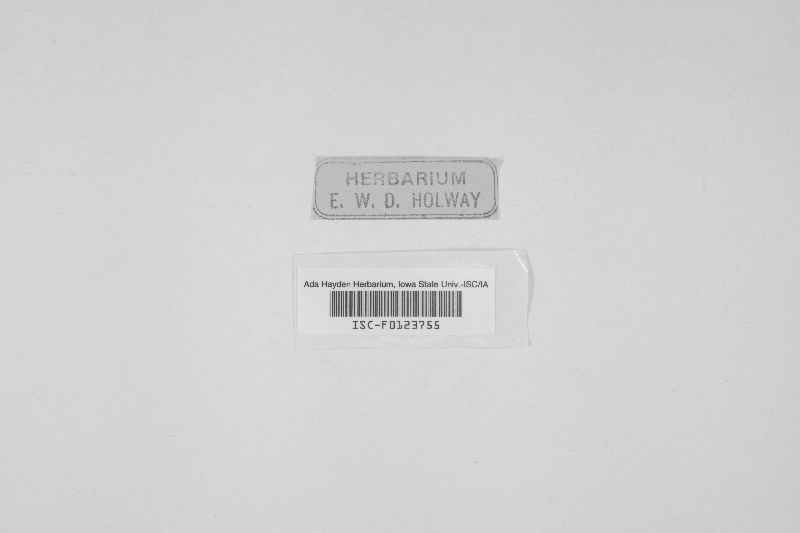 HERBARIUM
E. W. D. HOLWAY
Ada Hayden Herbarium, Iowa State Univ.-ISC/IA
ISC-F0123755